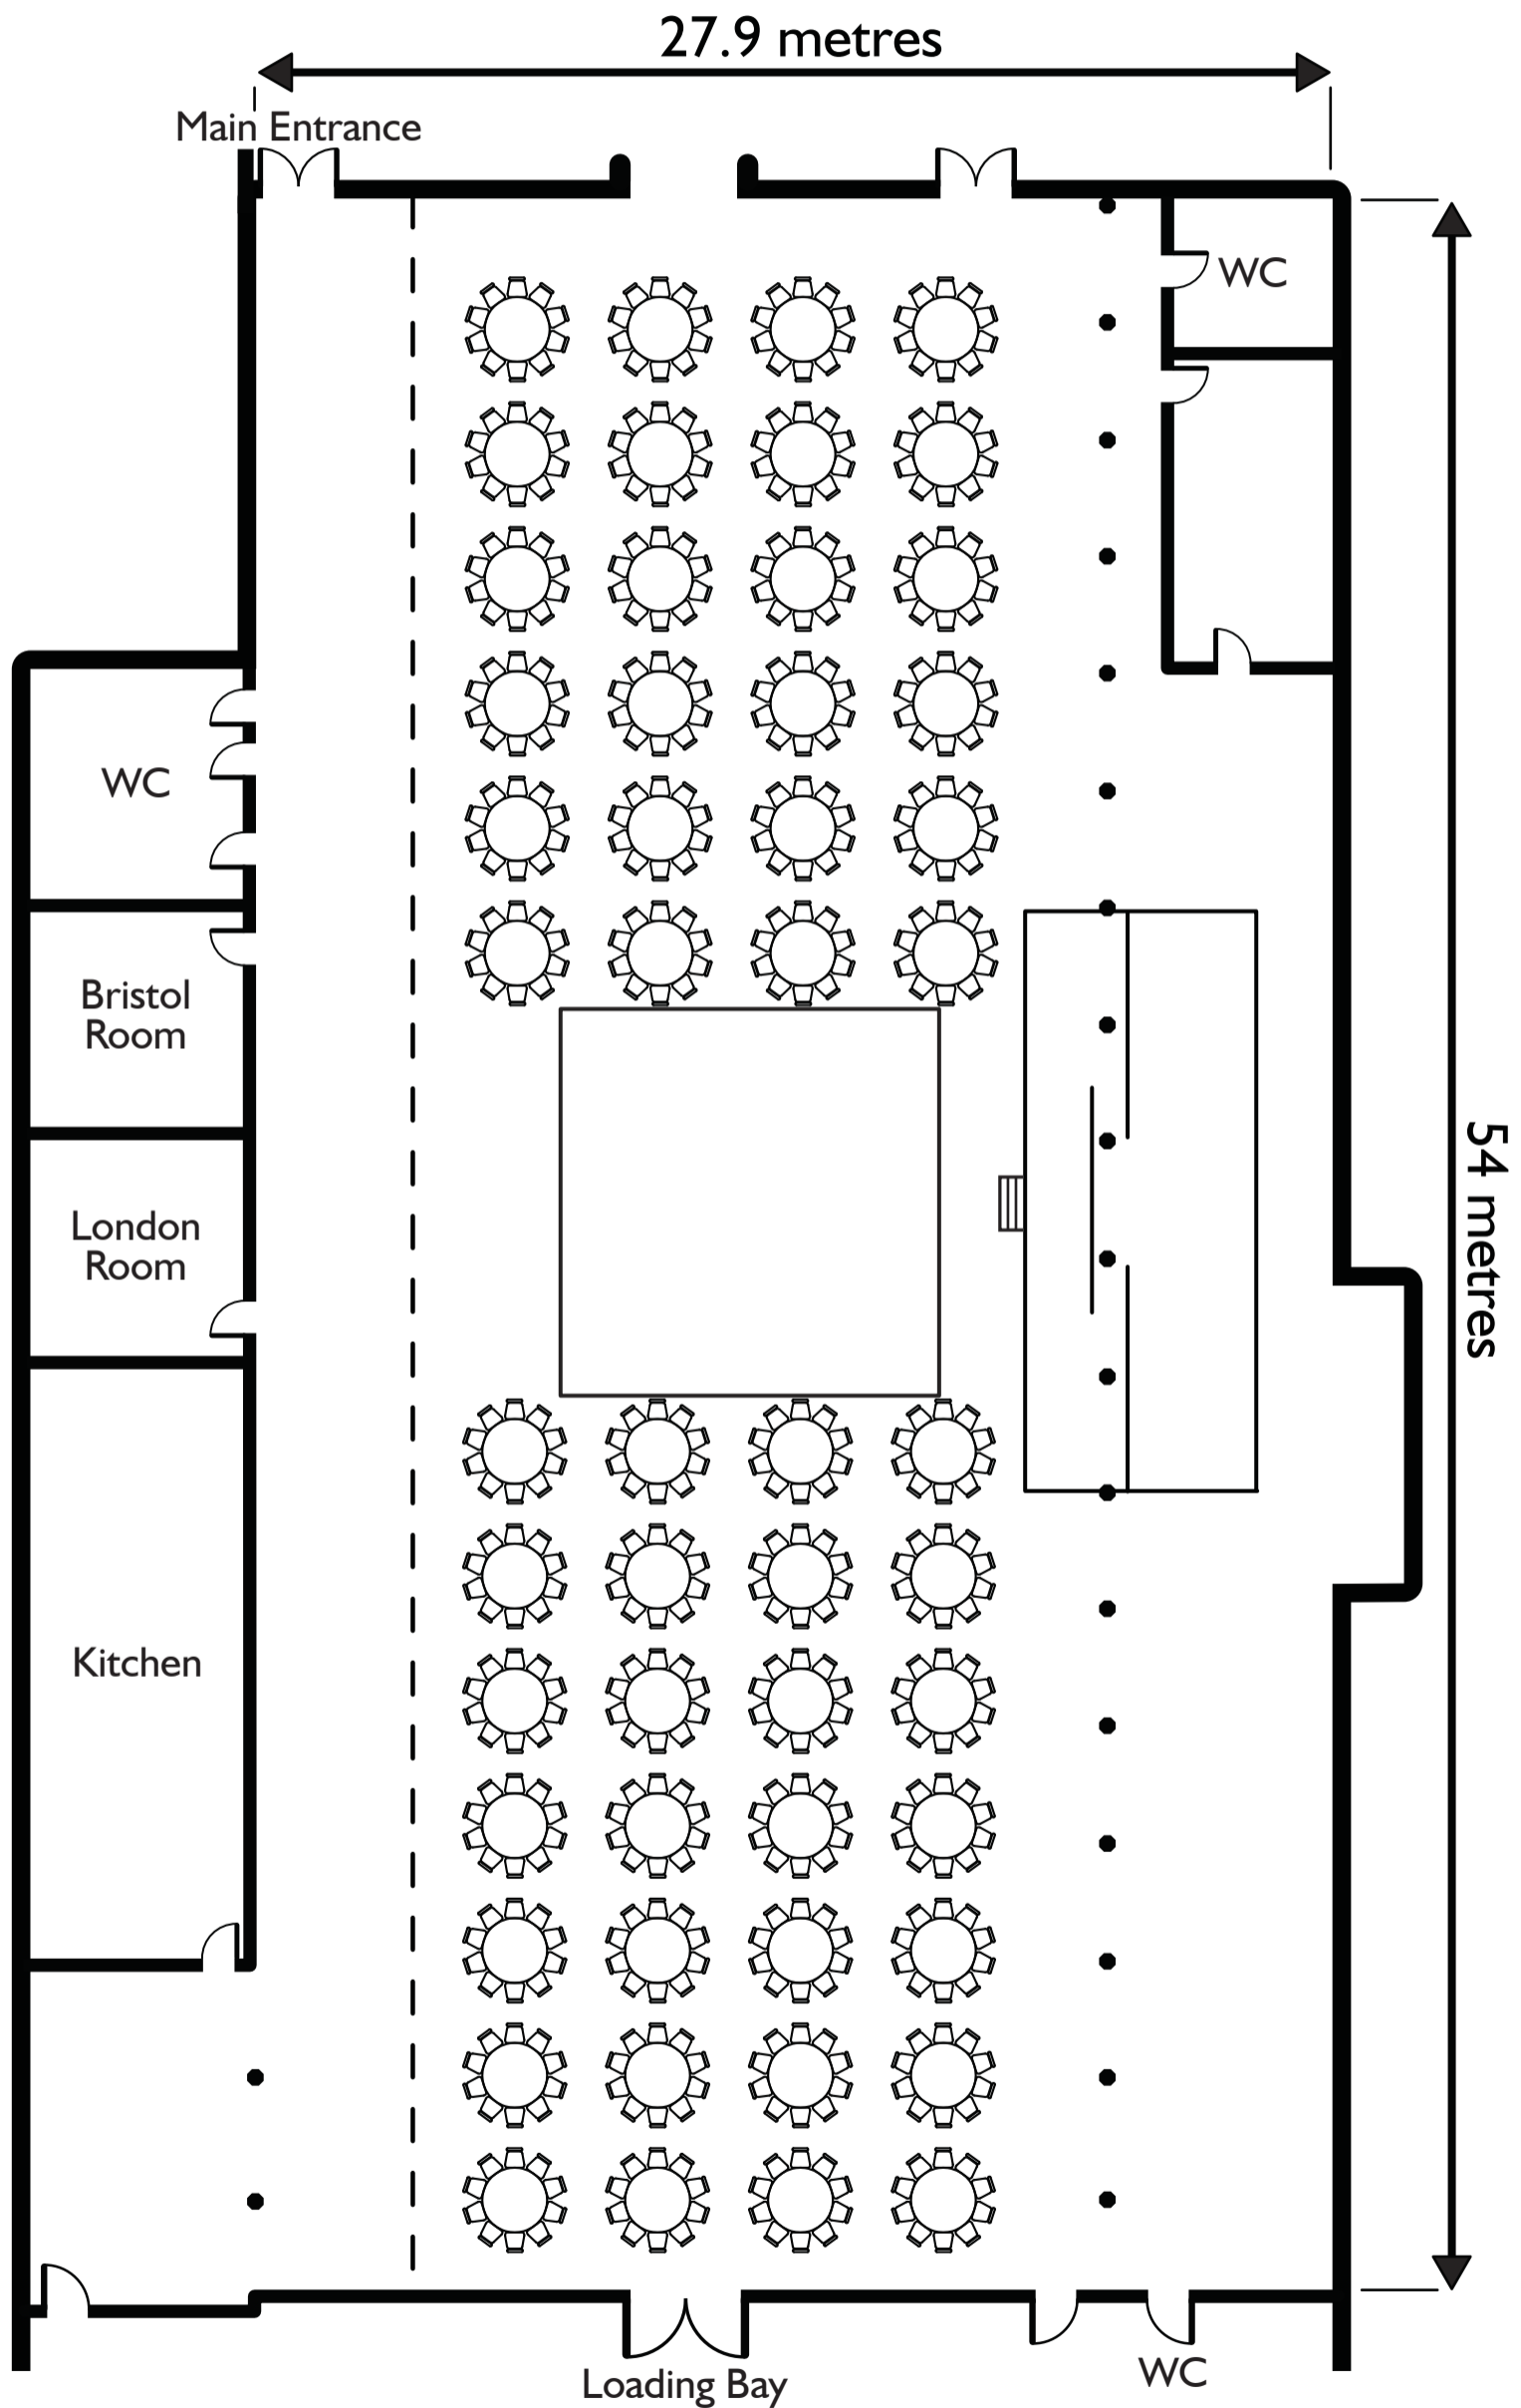 27.9 metres
Main Entrance
WC
WC
Bristol
Room
54 metres
London
Room
Kitchen
Loading Bay
WC